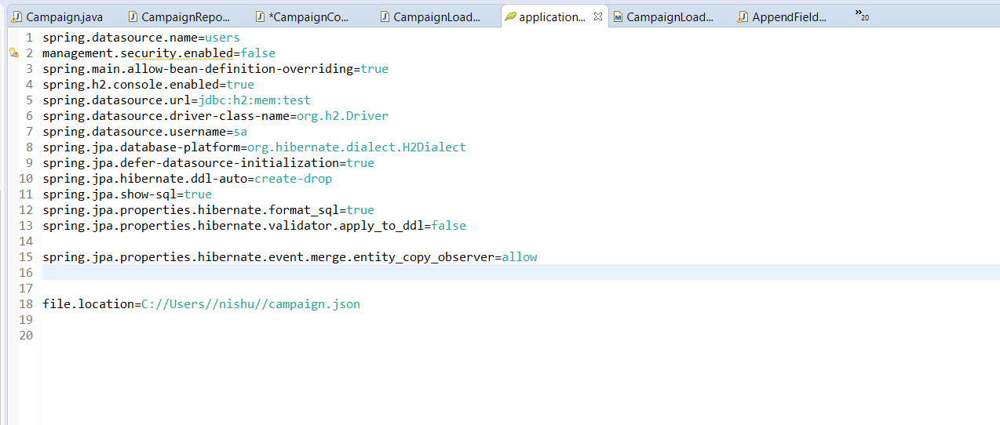 Campaign.java CampaignRepo... *CampaignCo... CampaignLoad... application... CampaignLoad... AppendField... »20
1 spring.datasource.name=users
2 management.security.enabled=false
3 spring.main.allow-bean-definition-overriding=true
4 spring.h2.console.enabled=true
5 spring.datasource.url=jdbc:h2:mem:test
6 spring.datasource.driver-class-name=org.h2.Driver
7 spring.datasource.username=sa
8 spring.jpa.database-platform=org.hibernate.dialect.H2Dialect
9 spring.jpa.defer-datasource-initialization=true
10 spring.jpa.hibernate.ddl-auto=create-drop
11 spring.jpa.show-sql=true
12 spring.jpa.properties.hibernate.format_sql=true
13 spring.jpa.properties.hibernate.validator.apply_to_ddl=false
14
15 spring.jpa.properties.hibernate.event.merge.entity_copy_observer=allow
16
17
18 file.location=C://Users//nishu//campaign.json
19
20